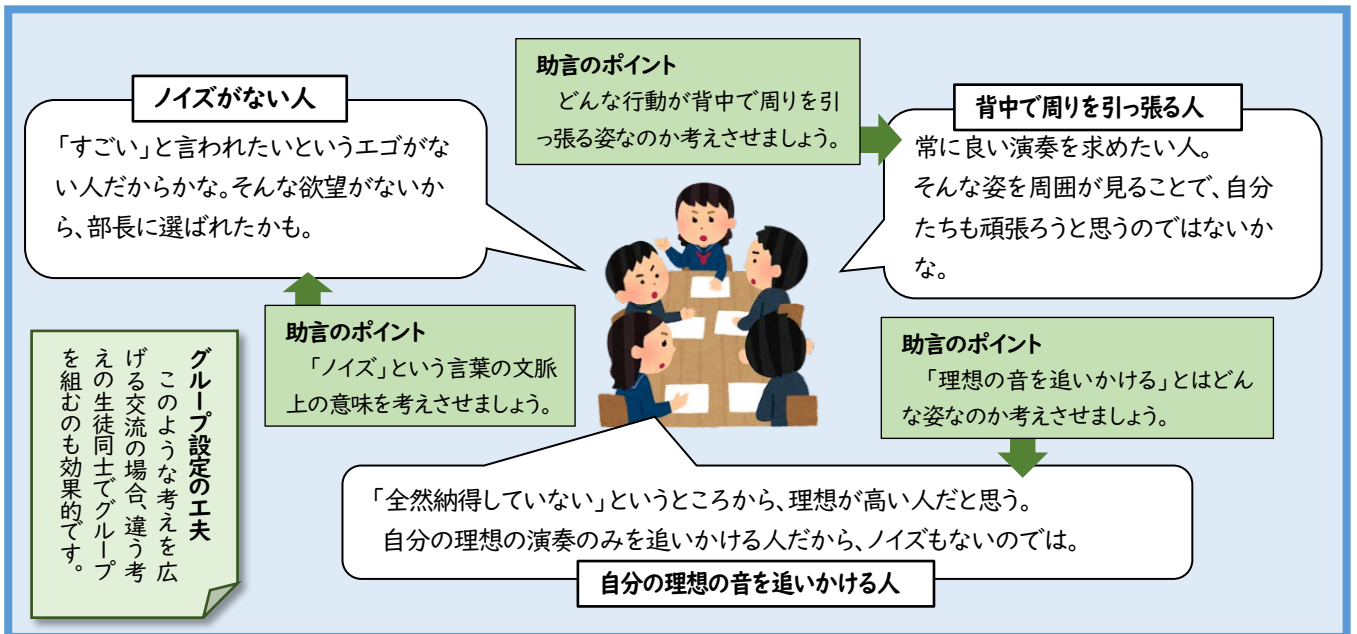 ノイズがない人
「すごい」と言われたいというエゴがな
い人だからかな。そんな欲望がないか
ら、部長に選ばれたかも。
助言のポイント
どんな行動が背中で周りを引
っ張る姿なのか考えさせましょう。
背中で周りを引っ張る人
常に良い演奏を求めたい人。
そんな姿を周囲が見ることで、自分
たちも頑張ろうと思うのではないか
な。
助言のポイント
「ノイズ」という言葉の文脈
上の意味を考えさせましょう。
助言のポイント
「理想の音を追いかける」とはどん
な姿なのか考えさせましょう。
グループ設定の工夫
このような考えを広
げる交流の場合、違う考
えの生徒同士でグループ
を組むのも効果的です。
「全然納得していない」というところから、理想が高い人だと思う。
自分の理想の演奏のみを追いかける人だから、ノイズもないのでは。
自分の理想の音を追いかける人